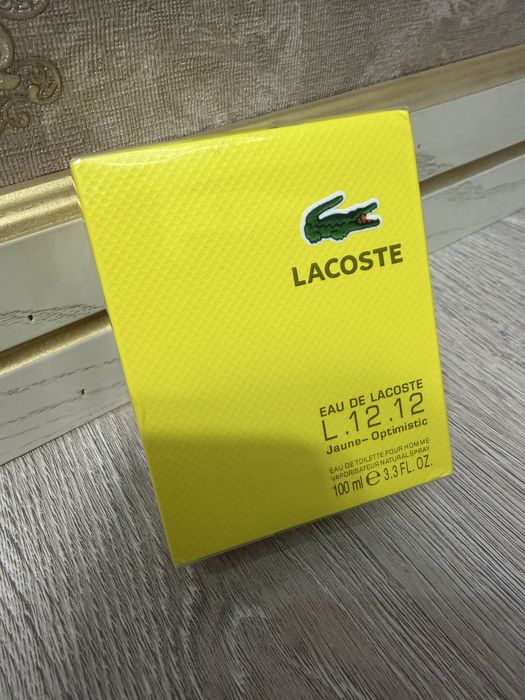 LACOSTE
EAU DE LACOSTE
L.12.12
Jaune- Optimistic
EAU DE TOILETTE POUR HOMME
VAPORISATEUR NATURAL SPRAY
100 ml ℮ 3.3 FL. OZ.